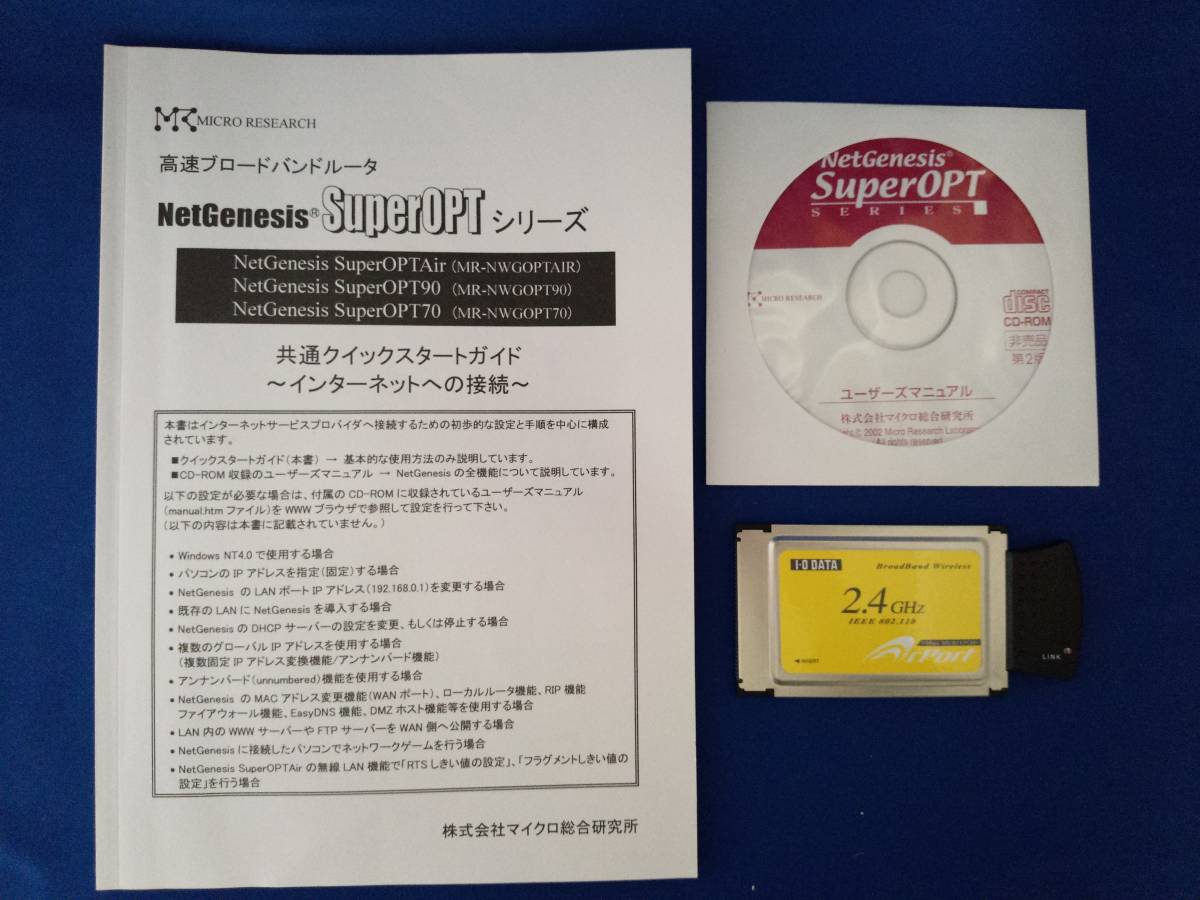 MICRO RESEARCH
高速ブロードバンドルータ
NetGenesis® SuperOPT シリーズ
NetGenesis SuperOPTAir (MR-NWGOPTAIR)
NetGenesis SuperOPT90 (MR-NWGOPT90)
NetGenesis SuperOPT70 (MR-NWGOPT70)
共通クイックスタートガイド
～インターネットへの接続～
本書はインターネットサービスプロバイダへ接続するための初歩的な設定と手順を中心に構成
されています。
■クイックスタートガイド(本書) → 基本的な使用方法のみ説明しています。
■CD-ROM 収録のユーザーズマニュアル → NetGenesis の全機能について説明しています。
以下の設定が必要な場合は、付属の CD-ROM に収録されているユーザーズマニュアル
(manual.htm ファイル)を WWW ブラウザで参照して設定を行って下さい。
(以下の内容は本書に記載されていません。)
● Windows NT4.0 で使用する場合
● パソコンの IP アドレスを指定(固定)する場合
● NetGenesis の LAN ポート IP アドレス(192.168.0.1)を変更する場合
● 既存の LAN に NetGenesis を導入する場合
● NetGenesis の DHCP サーバーの設定を変更、もしくは停止する場合
● 複数のグローバル IP アドレスを使用する場合
(複数固定 IP アドレス変換機能/アンナンバード機能)
● アンナンバード(unnumbered)機能を使用する場合
● NetGenesis の MAC アドレス変更機能(WAN ポート)、ローカルルータ機能、RIP 機能
ファイアウォール機能、EasyDNS 機能、DMZ ホスト機能等を使用する場合
● LAN 内の WWW サーバーや FTP サーバーを WAN 側へ公開する場合
● NetGenesis に接続したパソコンでネットワークゲームを行う場合
● NetGenesis SuperOPTAir の無線 LAN 機能で「RTS しきい値の設定」、「フラグメントしきい値の
設定」を行う場合
株式会社マイクロ総合研究所
NetGenesis®
SuperOPT
SERIES
MICRO RESEARCH
COMPACT
disc
CD-ROM
非売品
第2版
ユーザーズマニュアル
株式会社マイクロ総合研究所
© 2002 Micro Research
All rights reserved
I-O DATA
BroadBand Wireless
2.4 GHz
IEEE 802.11b
AirPort
◀INSERT
LINK